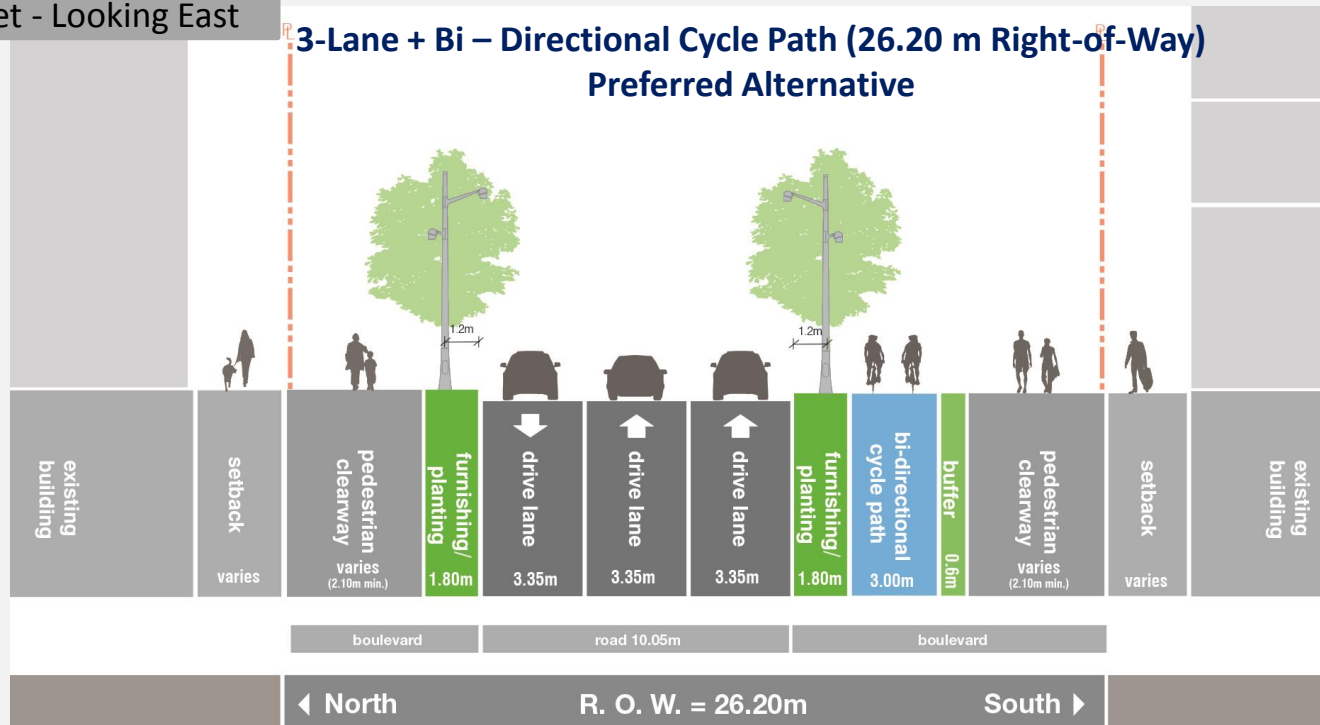 et - Looking East
3-Lane + Bi – Directional Cycle Path (26.20 m Right-of-Way)
Preferred Alternative
1.2m
1.2m
existing
building
setback
varies
pedestrian
clearway
varies
(2.10m min.)
furnishing/
planting
1.80m
drive lane
3.35m
drive lane
3.35m
drive lane
3.35m
furnishing/
planting
1.80m
bi-directional
cycle path
3.00m
buffer
0.6m
pedestrian
clearway
varies
(2.10m min.)
setback
varies
existing
building
boulevard
road 10.05m
boulevard
North
R. O. W. = 26.20m
South